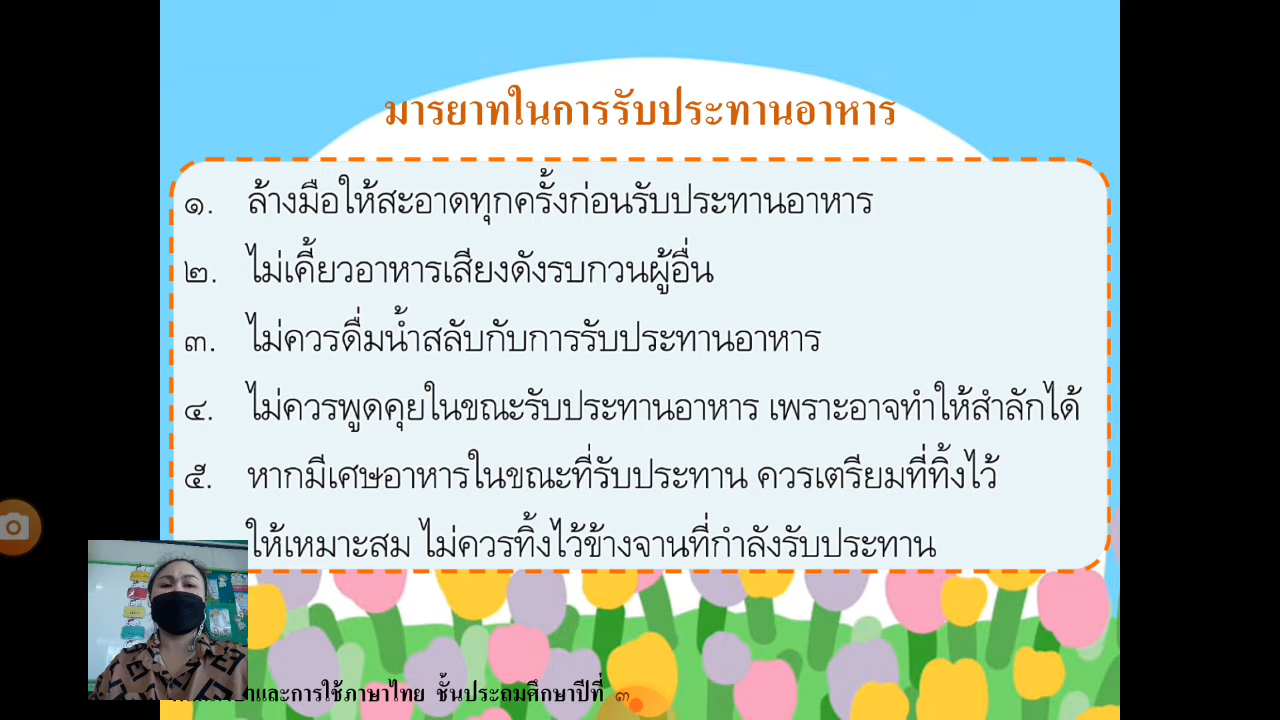 มารยาทในการรับประทานอาหาร
๑. ล้างมือให้สะอาดทุกครั้งก่อนรับประทานอาหาร
๒. ไม่เคี้ยวอาหารเสียงดังรบกวนผู้อื่น
๓. ไม่ควรดื่มน้ำสลับกับการรับประทานอาหาร
๔. ไม่ควรพูดคุยในขณะรับประทานอาหาร เพราะอาจทำให้สำลักได้
๕. หากมีเศษอาหารในขณะที่รับประทาน ควรเตรียมที่ทิ้งไว้
ให้เหมาะสม ไม่ควรทิ้งไว้ข้างจานที่กำลังรับประทาน
และการใช้ภาษาไทย ชั้นประถมศึกษาปีที่ ๓